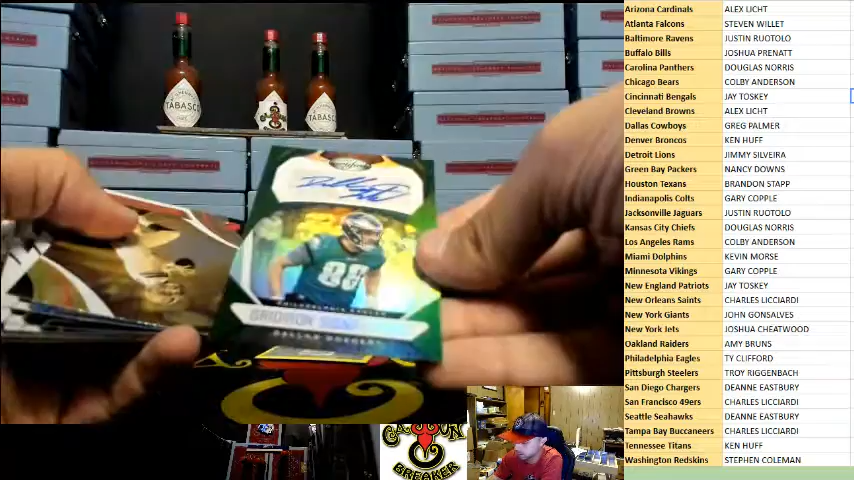 TABASCO
TABASCO
88
PHILADELPHIA EAGLES
GRIDIRON
DALLAS GOEDERT
CAJUN
BREAKER
Arizona Cardinals ALEX LICHT
Atlanta Falcons STEVEN WILLET
Baltimore Ravens JUSTIN RUOTOLO
Buffalo Bills JOSHUA PRENATT
Carolina Panthers DOUGLAS NORRIS
Chicago Bears COLBY ANDERSON
Cincinnati Bengals JAY TOSKEY
Cleveland Browns ALEX LICHT
Dallas Cowboys GREG PALMER
Denver Broncos KEN HUFF
Detroit Lions JIMMY SILVEIRA
Green Bay Packers NANCY DOWNS
Houston Texans BRANDON STAPP
Indianapolis Colts GARY COPPLE
Jacksonville Jaguars JUSTIN RUOTOLO
Kansas City Chiefs DOUGLAS NORRIS
Los Angeles Rams COLBY ANDERSON
Miami Dolphins KEVIN MORSE
Minnesota Vikings GARY COPPLE
New England Patriots JAY TOSKEY
New Orleans Saints CHARLES LICCIARDI
New York Giants JOHN GONSALVES
New York Jets JOSHUA CHEATWOOD
Oakland Raiders AMY BRUNS
Philadelphia Eagles TY CLIFFORD
Pittsburgh Steelers TROY RIGGENBACH
San Diego Chargers DEANNE EASTBURY
San Francisco 49ers CHARLES LICCIARDI
Seattle Seahawks DEANNE EASTBURY
Tampa Bay Buccaneers CHARLES LICCIARDI
Tennessee Titans KEN HUFF
Washington Redskins STEPHEN COLEMAN